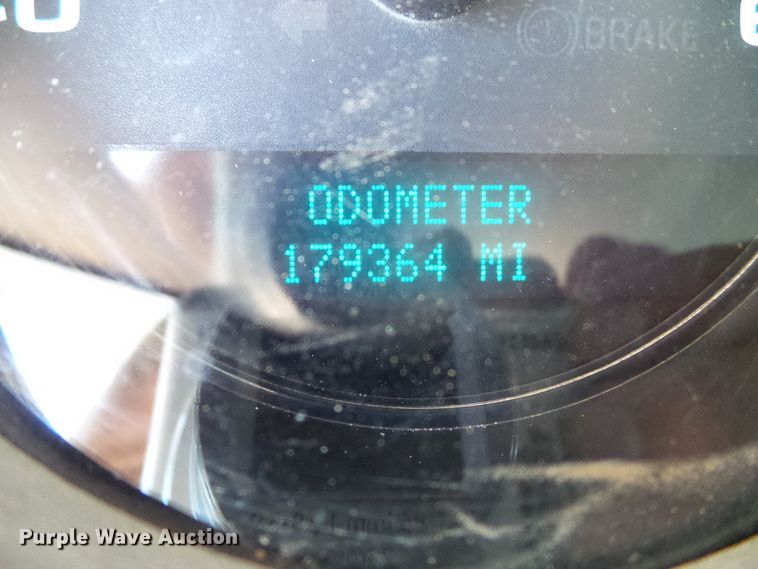 BRAKE
ODOMETER
179364 MI
Purple Wave Auction